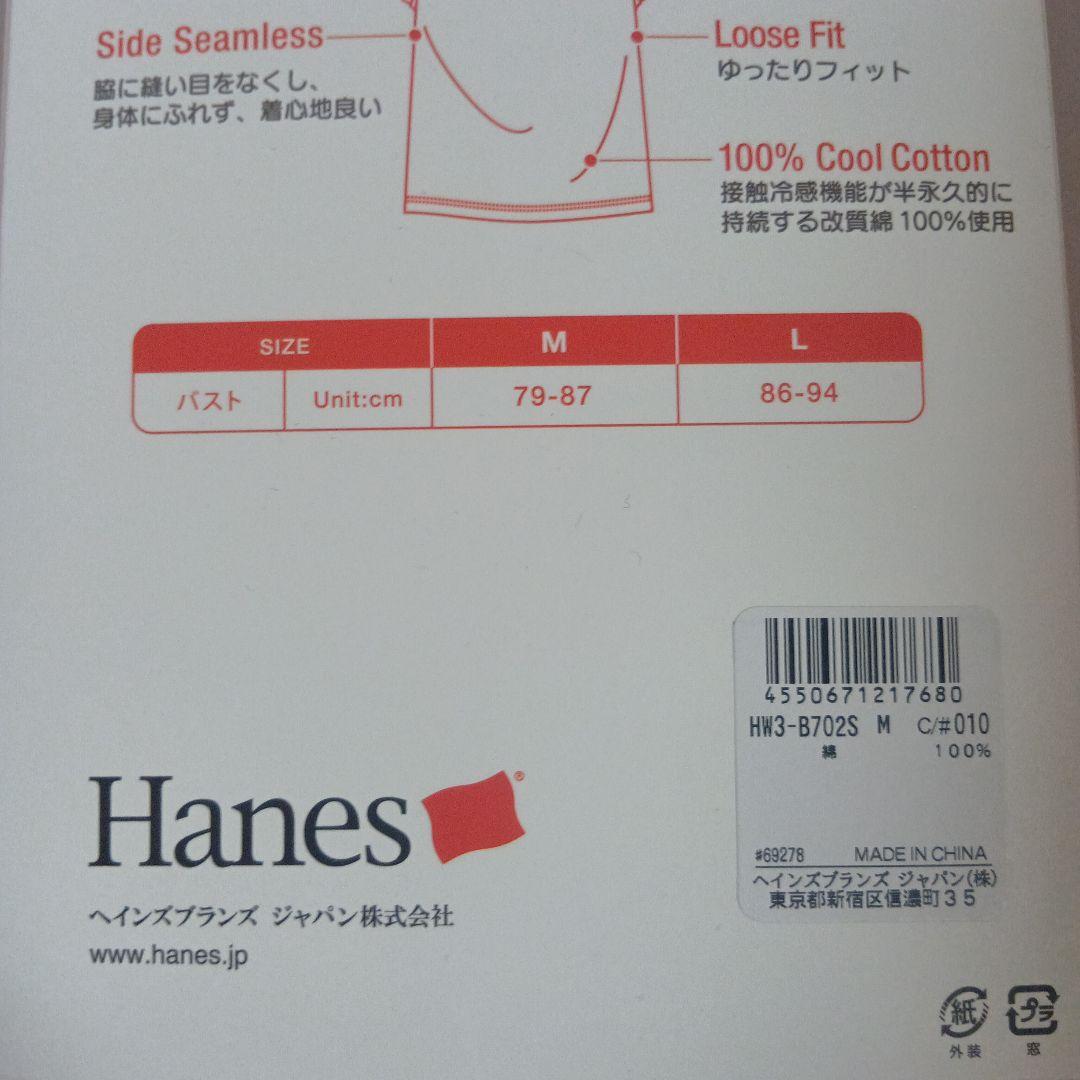 Side Seamless
脇に縫い目をなくし、
身体にふれず、着心地良い
Loose Fit
ゆったりフィット
100% Cool Cotton
接触冷感機能が半永久的に
持続する改質綿100%使用
SIZE M L
バスト Unit:cm 79-87 86-94
4550671217680
HW3-B702S M C/#010
綿 100%
#69278 MADE IN CHINA
ヘインズブランズ ジャパン(株)
東京都新宿区信濃町35
Hanes®
ヘインズブランズ ジャパン株式会社
www.hanes.jp
紙 プラ
外装 窓